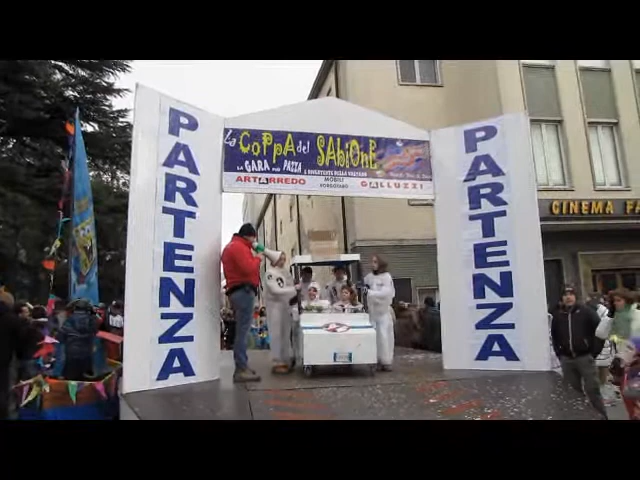 PARTENZA
La CoPPA del SAbioNE
la GARA più PAZZA
ARTARREDO
MOBILI
GALLUZZI
PARTENZA
CINEMA